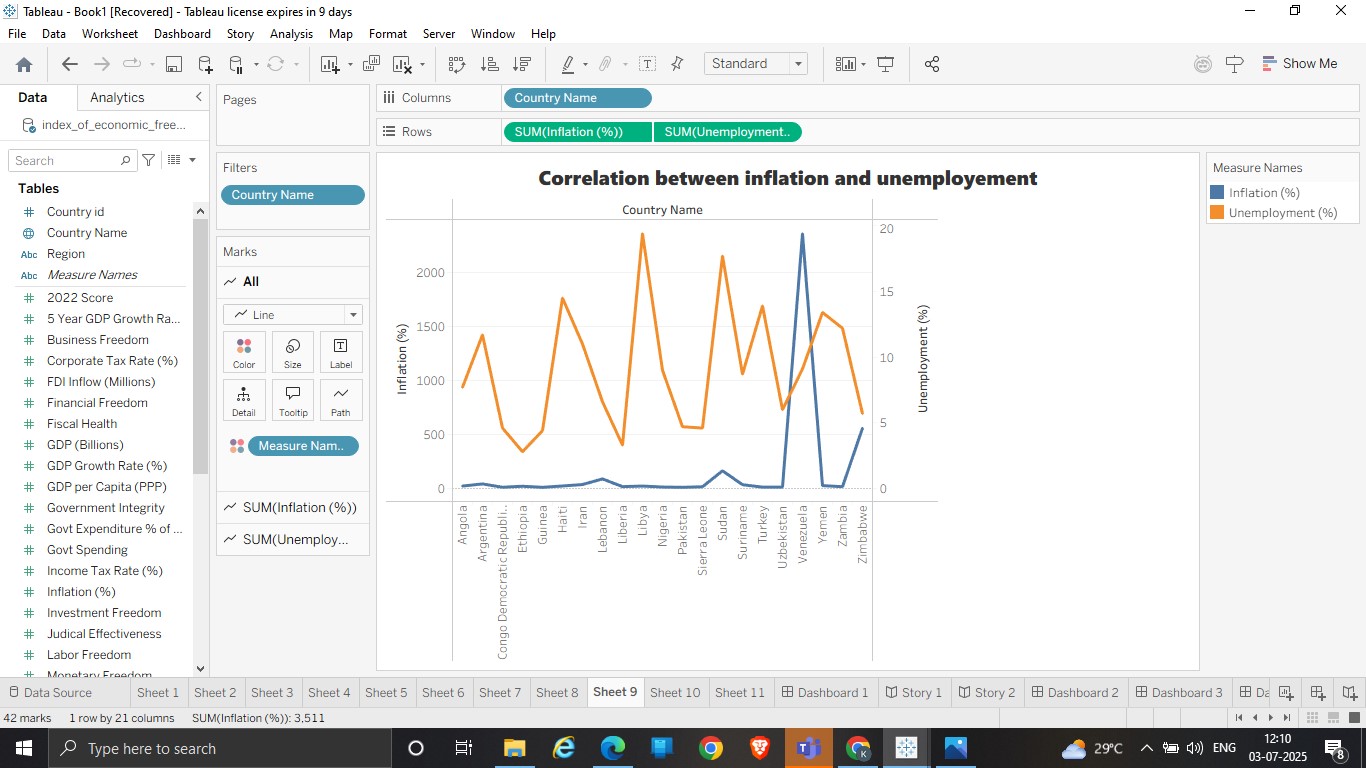 Tableau - Book1 [Recovered] - Tableau license expires in 9 days
File Data Worksheet Dashboard Story Analysis Map Format Server Window Help
Standard
Show Me
Data Analytics
index_of_economic_free...
Search
Tables
Country id
Country Name
Abc Region
Abc Measure Names
2022 Score
5 Year GDP Growth Ra...
Business Freedom
Corporate Tax Rate (%)
FDI Inflow (Millions)
Financial Freedom
Fiscal Health
GDP (Billions)
GDP Growth Rate (%)
GDP per Capita (PPP)
Government Integrity
Govt Expenditure % of ...
Govt Spending
Income Tax Rate (%)
Inflation (%)
Investment Freedom
Judical Effectiveness
Labor Freedom
Monetary Freedom
Pages
Filters
Country Name
Marks
All
Line
Color Size Label
Detail Tooltip Path
Measure Nam..
SUM(Inflation (%))
SUM(Unemploy...
Columns Country Name
Rows SUM(Inflation (%)) SUM(Unemployment..
Correlation between inflation and unemployement
Country Name
Inflation (%)
2000
1500
1000
500
0
20
15
10
5
0
Unemployment (%)
Angola
Argentina
Congo Democratic Republi..
Ethiopia
Guinea
Haiti
Iran
Lebanon
Liberia
Libya
Nigeria
Pakistan
Sierra Leone
Sudan
Suriname
Turkey
Uzbekistan
Venezuela
Yemen
Zambia
Zimbabwe
Measure Names
Inflation (%)
Unemployment (%)
Data Source Sheet 1 Sheet 2 Sheet 3 Sheet 4 Sheet 5 Sheet 6 Sheet 7 Sheet 8 Sheet 9 Sheet 10 Sheet 11 Dashboard 1 Story 1 Story 2 Dashboard 2 Dashboard 3 Da
42 marks 1 row by 21 columns SUM(Inflation (%)): 3,511
Type here to search
29°C ENG
12:10
03-07-2025
8